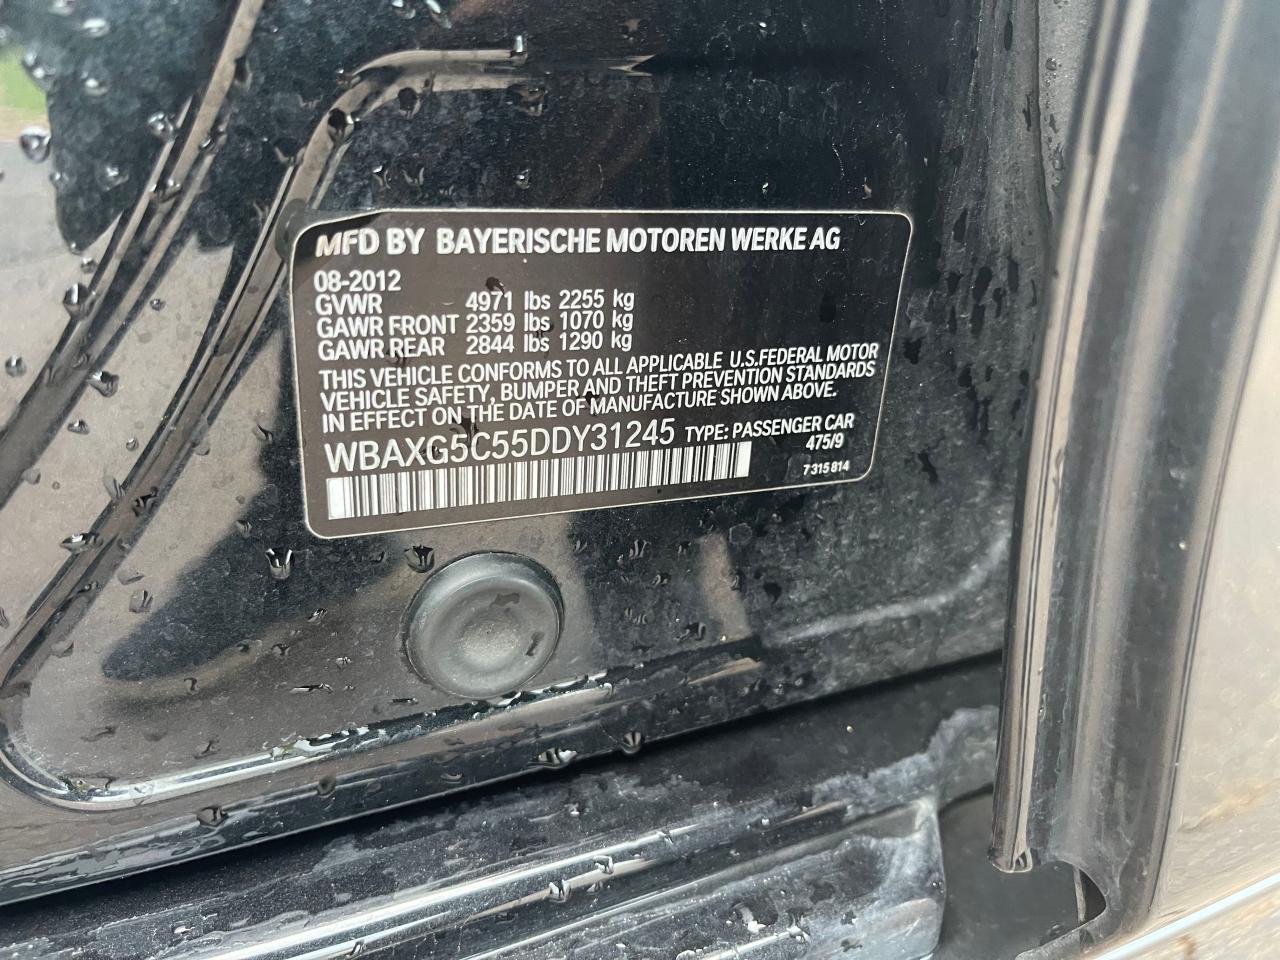 MFD BY BAYERISCHE MOTOREN WERKE AG
08-2012
GVWR 4971 lbs 2255 kg
GAWR FRONT 2359 lbs 1070 kg
GAWR REAR 2844 lbs 1290 kg
THIS VEHICLE CONFORMS TO ALL APPLICABLE U.S.FEDERAL MOTOR
VEHICLE SAFETY, BUMPER AND THEFT PREVENTION STANDARDS
IN EFFECT ON THE DATE OF MANUFACTURE SHOWN ABOVE.
WBAXG5C55DDY31245 TYPE: PASSENGER CAR
475/9
7 315 814